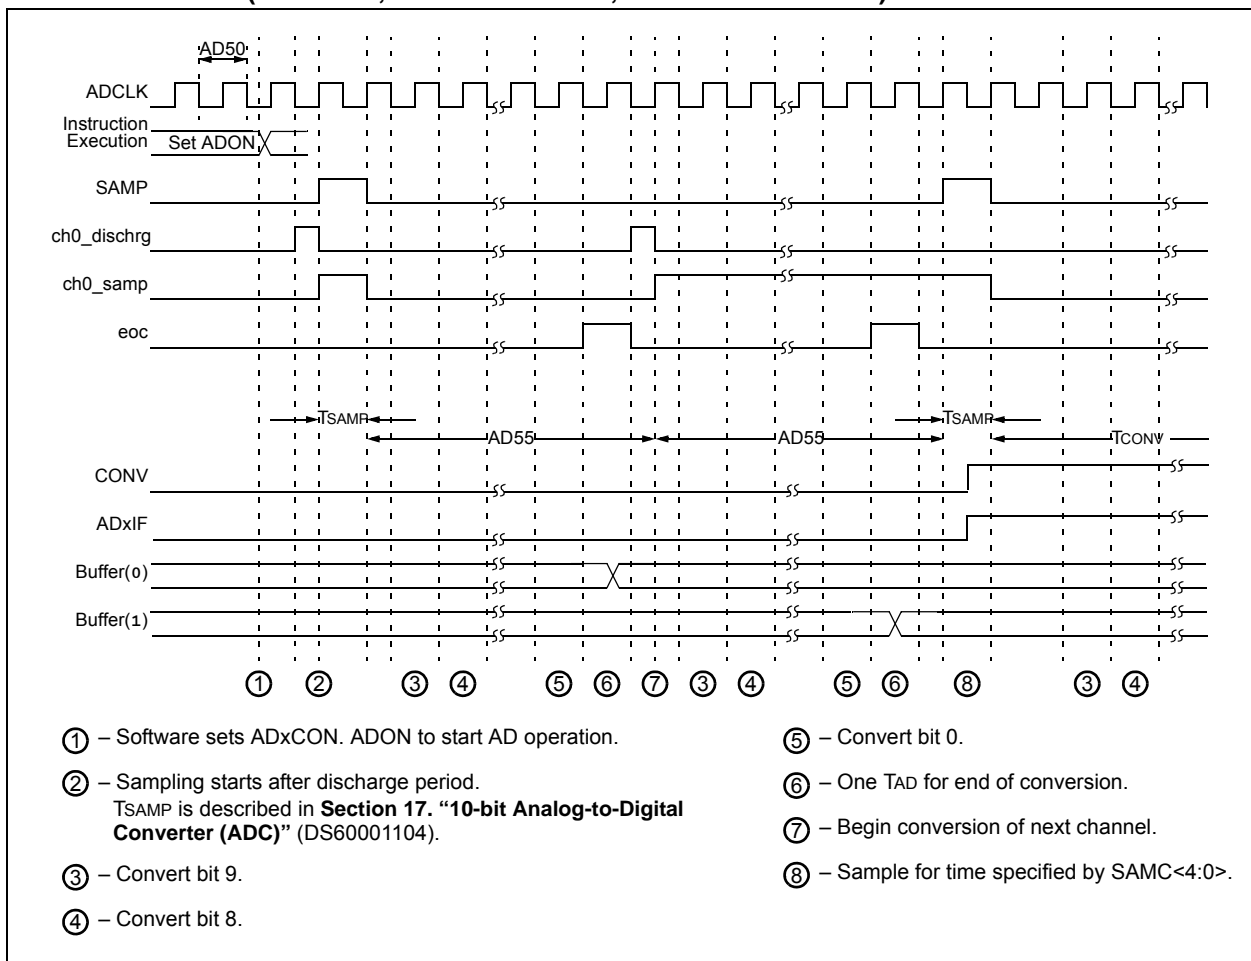 AD50
ADCLK
Instruction
Execution
Set ADON
SAMP
ch0_dischrg
ch0_samp
eoc
TSAMP
TSAMP
AD55
AD55
TCONV
CONV
ADxIF
Buffer(0)
Buffer(1)
1 2 3 4 5 6 7 3 4 5 6 8 3 4
1 – Software sets ADxCON. ADON to start AD operation.
2 – Sampling starts after discharge period.
TSAMP is described in Section 17. “10-bit Analog-to-Digital
Converter (ADC)” (DS60001104).
3 – Convert bit 9.
4 – Convert bit 8.
5 – Convert bit 0.
6 – One TAD for end of conversion.
7 – Begin conversion of next channel.
8 – Sample for time specified by SAMC<4:0>.